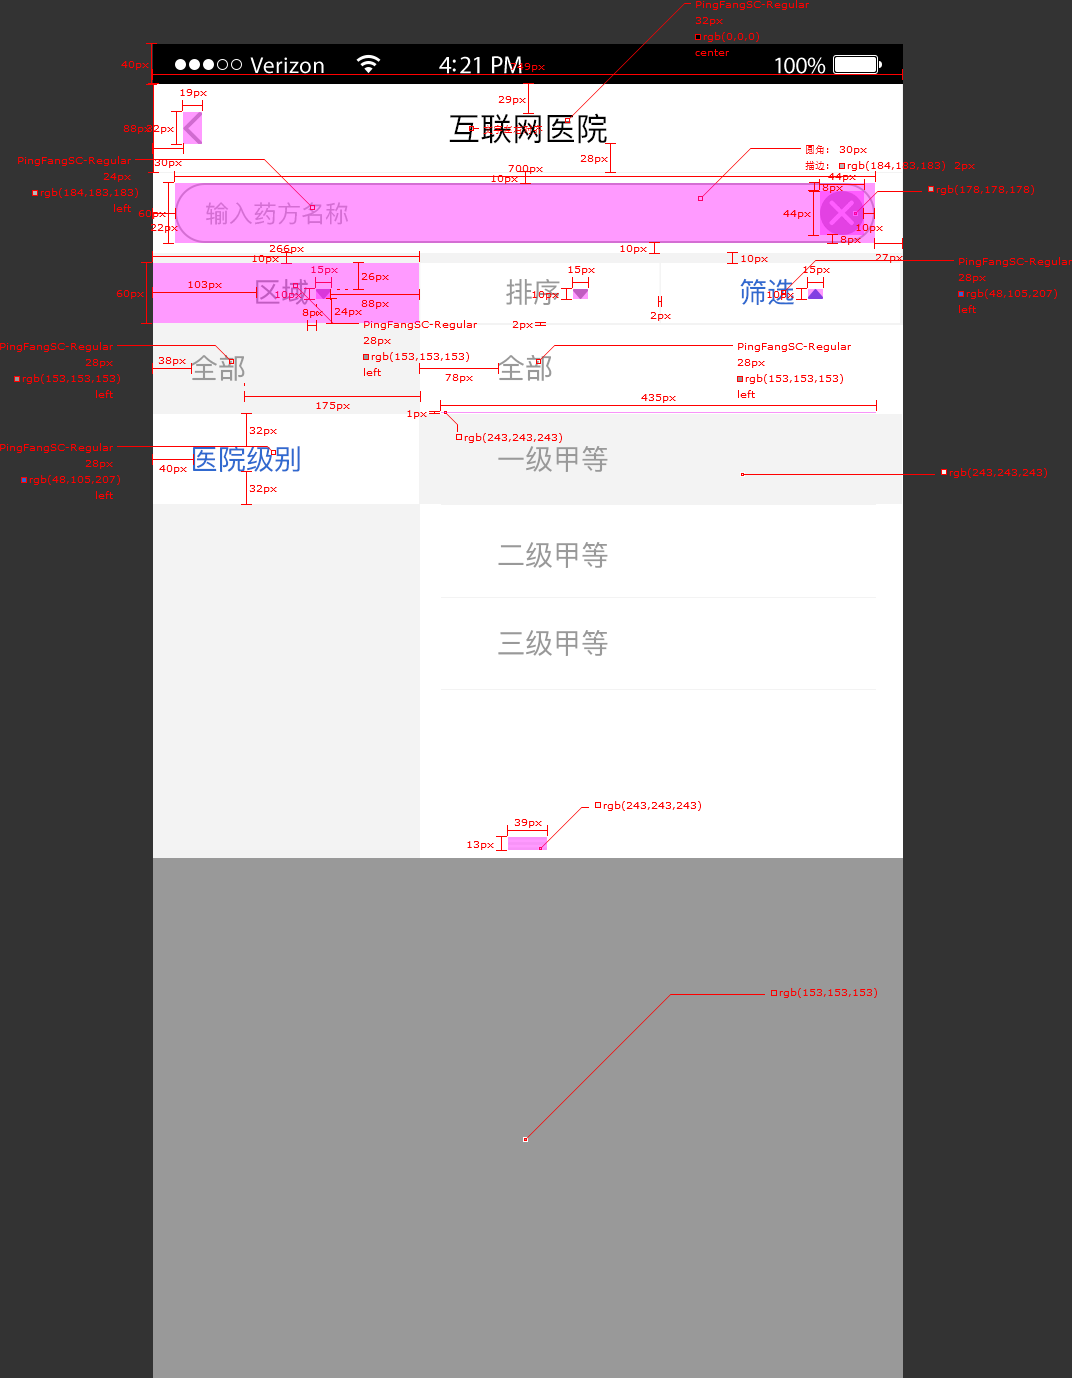 PingFangSC-Regular
32px
rgb(0,0,0)
center
40px
Verizon
4:21 PM
100%
19px
29px
88px
32px
互联网医院
28px
30px
圆角： 30px
描边： rgb(184,183,183) 2px
PingFangSC-Regular
24px
rgb(184,183,183)
left
700px
10px
44px
8px
rgb(178,178,178)
60px
输入药方名称
44px
22px
10px
8px
266px
10px
10px
10px
27px
PingFangSC-Regular
28px
rgb(48,105,207)
left
60px
103px
区域
15px
26px
10px
88px
8px
24px
排序
15px
10px
2px
筛选
15px
10px
PingFangSC-Regular
28px
rgb(153,153,153)
left
2px
PingFangSC-Regular
28px
rgb(153,153,153)
left
38px
全部
78px
全部
PingFangSC-Regular
28px
rgb(153,153,153)
left
175px
435px
1px
rgb(243,243,243)
32px
PingFangSC-Regular
28px
rgb(48,105,207)
left
40px
医院级别
32px
一级甲等
rgb(243,243,243)
二级甲等
三级甲等
rgb(243,243,243)
39px
13px
rgb(153,153,153)